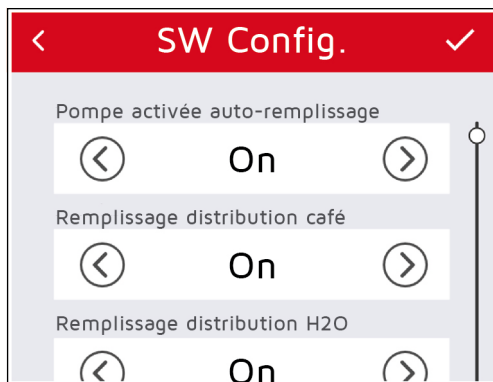 SW Config.
Pompe activée auto-remplissage
On
Remplissage distribution café
On
Remplissage distribution H2O
On